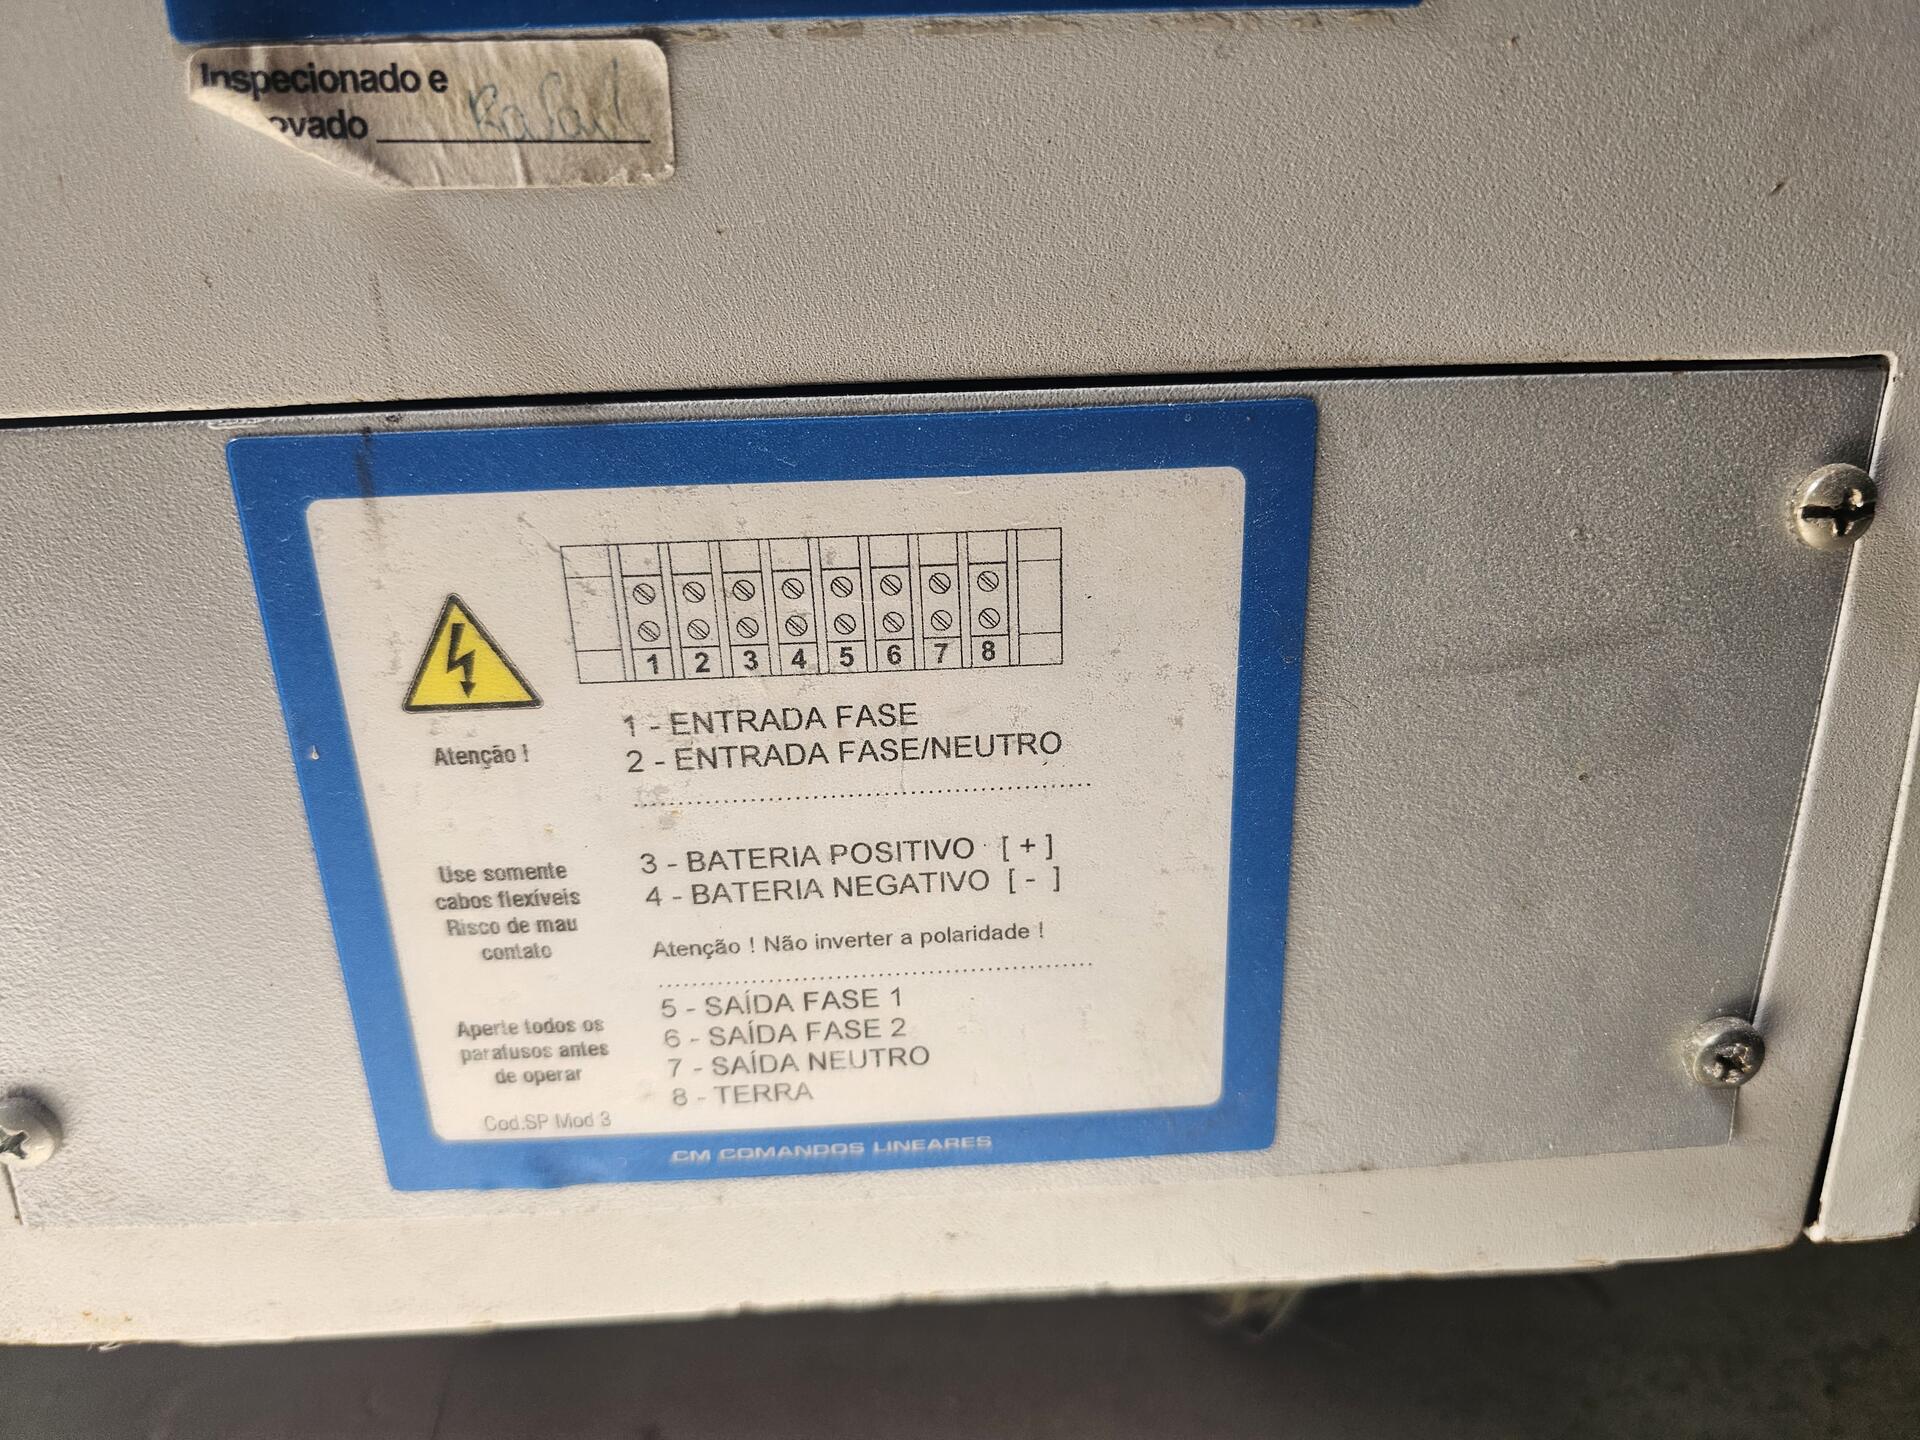 Inspecionado e
ovado Rafael
1 2 3 4 5 6 7 8
1 - ENTRADA FASE
2 - ENTRADA FASE/NEUTRO
Atenção !
3 - BATERIA POSITIVO [ + ]
4 - BATERIA NEGATIVO [ - ]
Atenção ! Não inverter a polaridade !
Use somente
cabos flexíveis
Risco de mau
contato
5 - SAÍDA FASE 1
6 - SAÍDA FASE 2
7 - SAÍDA NEUTRO
8 - TERRA
Aperte todos os
parafusos antes
de operar
Cod.SP Mod 3
CM COMANDOS LINEARES